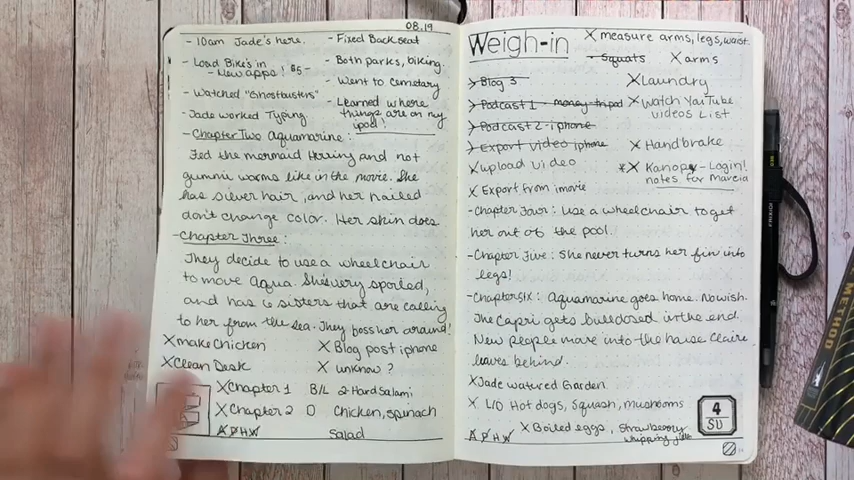 08.19
- 10am Jade's here.
- Load Bike's in
- New apps! $5-
- Watched "Ghostbusters"
- Jade worked Typing
- Fixed Backseat
- Both parks, biking.
- Went to cemetary
- Learned where
things are on my
ipod!
- Chapter Two Aquamarine:
Fed the mermaid Herring and not
gummi worms like in the movie. She
has silver hair, and her nailed
don't change color. Her skin does
- Chapter Three:
They decide to use a wheelchair
to move Aqua. She's very spoiled,
and has 6 sisters that are calling
to her from the sea. They boss her around!
X make chicken
X Clean Desk
X Blog post iphone
X unknow?
X Chapter 1 B/L 2 Hard Salami
X Chapter 2 D Chicken, spinach
Salad
A P H W
Weigh-in
X measure arms, legs, waist.
- Squats
X arms
X Laundry
X Watch YouTube
videos List
X Handbrake
*X Kanopy - Login!
notes for Marcia
Blog 3
Podcast 1 - money tripod
Podcast 2 - iphone
Export video iphone
X upload video
X Export from imovie
- Chapter Four: Use a wheelchair to get
her out of the pool.
- Chapter Five: She never turns her fin into
legs!
- Chapter six: Aquamarine goes home. No wish.
The Capri gets bulldosed in the end.
New people move into the house Claire
leaves behind.
X Jade watered Garden
X L/D Hotdogs, Squash, mushooms
X Boiled eggs, Strawberry
A P H W
4
SU